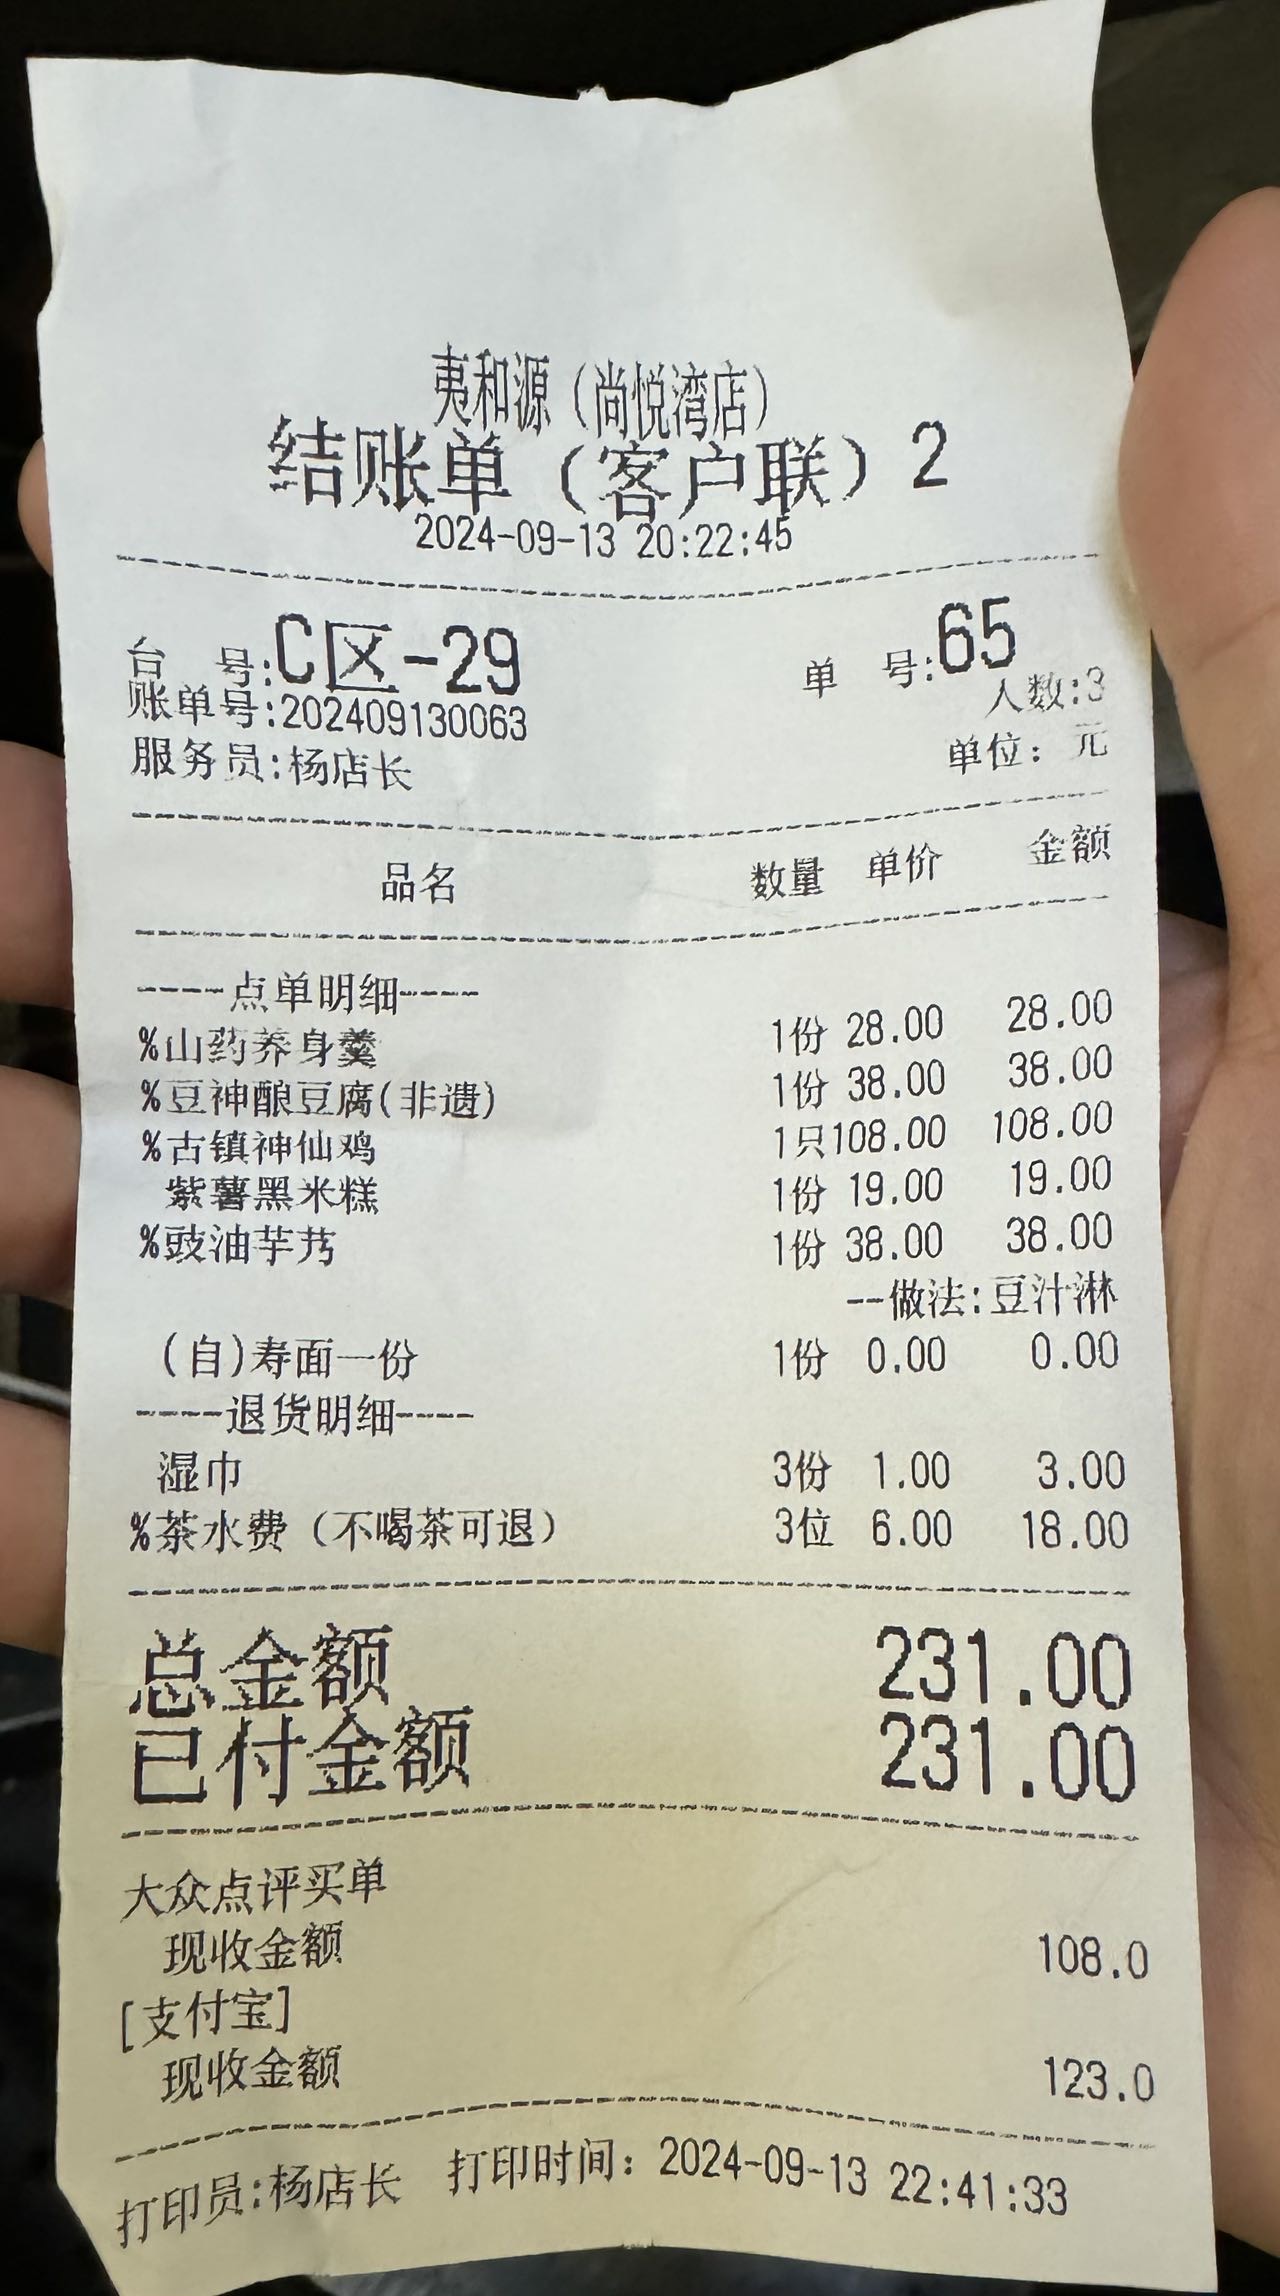 夷和源（尚悦湾店）
结账单（客户联）2
2024-09-13 20:22:45
台 号:C区-29 单 号:65
账单号:202409130063 人数:3
服务员:杨店长 单位: 元
品名 数量 单价 金额
----点单明细----
%山药养身羹 1份 28.00 28.00
%豆神酿豆腐(非遗) 1份 38.00 38.00
%古镇神仙鸡 1只108.00 108.00
紫薯黑米糕 1份 19.00 19.00
%豉油芋艿 1份 38.00 38.00
--做法:豆汁淋
(自)寿面一份 1份 0.00 0.00
----退货明细----
湿巾 3份 1.00 3.00
%茶水费（不喝茶可退） 3位 6.00 18.00
总金额 231.00
已付金额 231.00
大众点评买单
现收金额 108.0
[支付宝]
现收金额 123.0
打印员:杨店长 打印时间: 2024-09-13 22:41:33